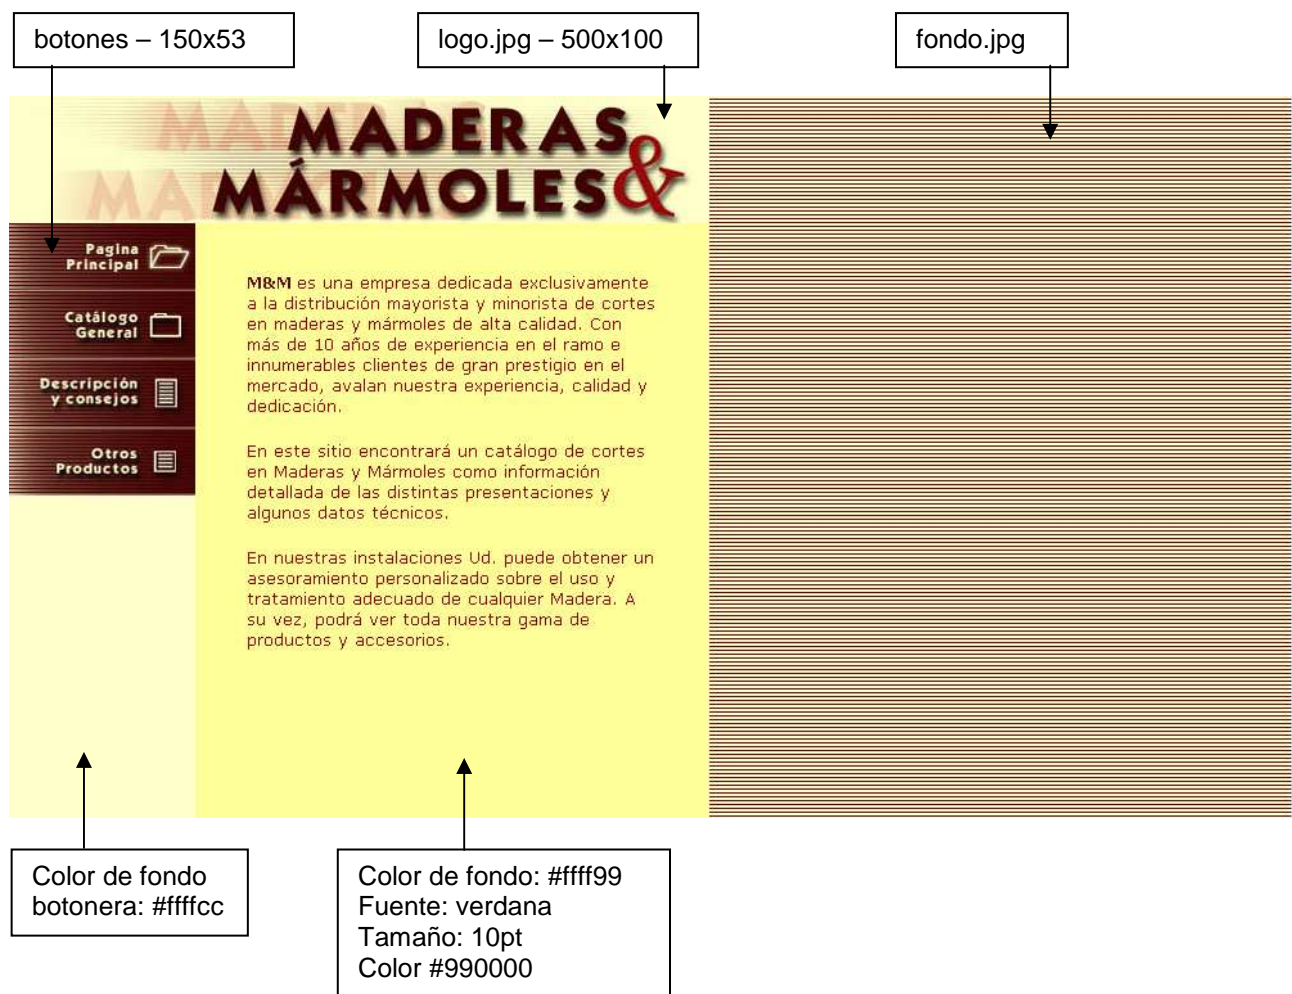 botones – 150x53
logo.jpg – 500x100
fondo.jpg
MADERAS
MÁRMOLES&
Pagina
Principal
Catálogo
General
Descripción
y consejos
Otros
Productos
M&M es una empresa dedicada exclusivamente
a la distribución mayorista y minorista de cortes
en maderas y mármoles de alta calidad. Con
más de 10 años de experiencia en el ramo e
innumerables clientes de gran prestigio en el
mercado, avalan nuestra experiencia, calidad y
dedicación.
En este sitio encontrará un catálogo de cortes
en Maderas y Mármoles como información
detallada de las distintas presentaciones y
algunos datos técnicos.
En nuestras instalaciones Ud. puede obtener un
asesoramiento personalizado sobre el uso y
tratamiento adecuado de cualquier Madera. A
su vez, podrá ver toda nuestra gama de
productos y accesorios.
Color de fondo
botonera: #ffffcc
Color de fondo: #ffff99
Fuente: verdana
Tamaño: 10pt
Color #990000